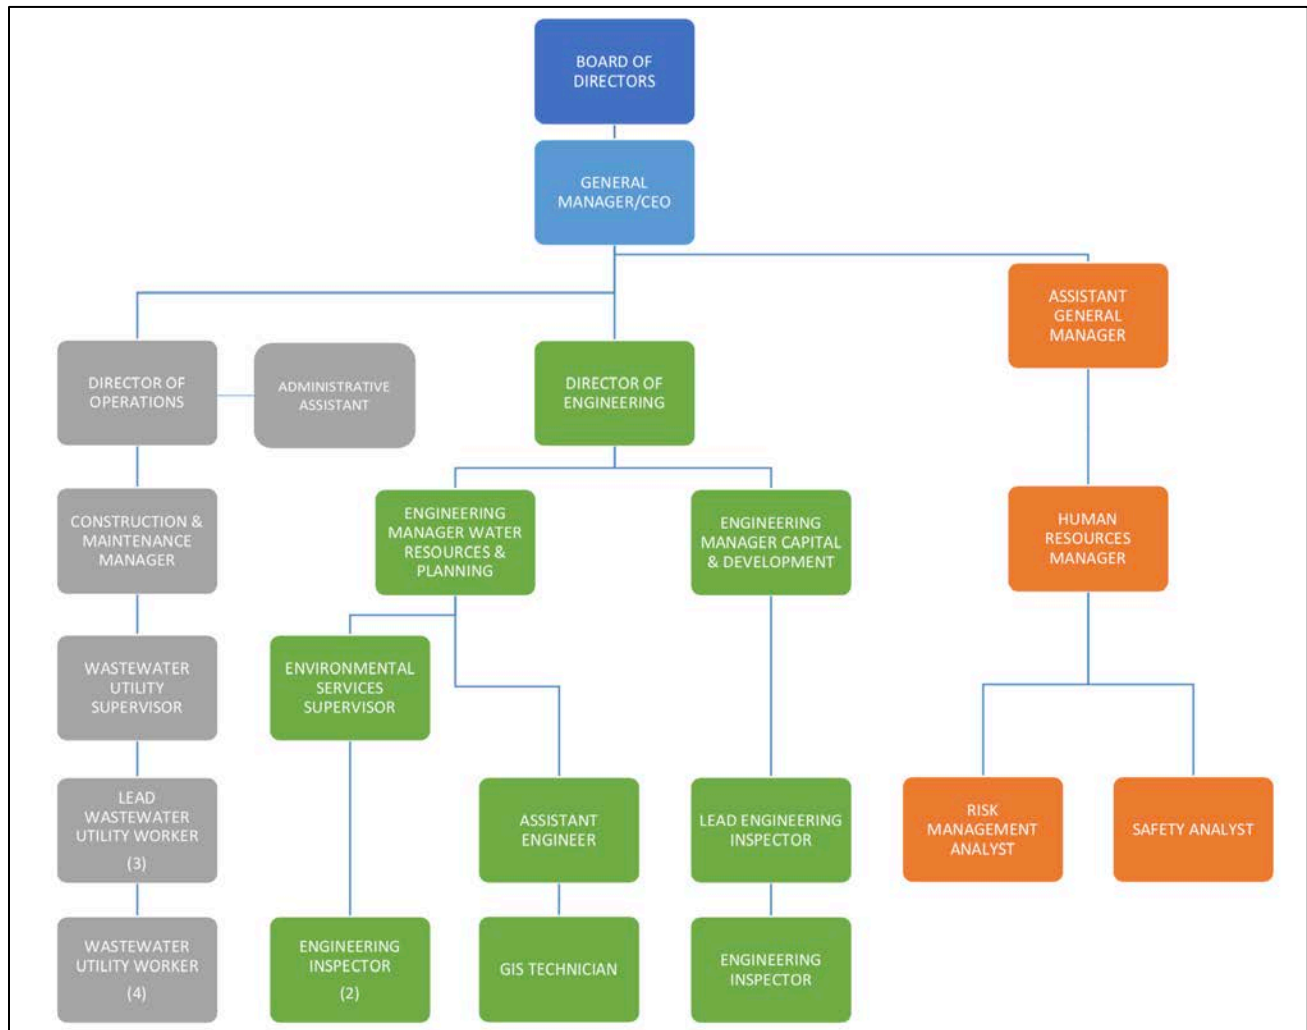 BOARD OF
DIRECTORS
GENERAL
MANAGER/CEO
ASSISTANT
GENERAL
MANAGER
DIRECTOR OF
OPERATIONS
ADMINISTRATIVE
ASSISTANT
DIRECTOR OF
ENGINEERING
CONSTRUCTION &
MAINTENANCE
MANAGER
ENGINEERING
MANAGER WATER
RESOURCES &
PLANNING
ENGINEERING
MANAGER CAPITAL
& DEVELOPMENT
HUMAN
RESOURCES
MANAGER
WASTEWATER
UTILITY
SUPERVISOR
ENVIRONMENTAL
SERVICES
SUPERVISOR
LEAD
WASTEWATER
UTILITY WORKER
(3)
ASSISTANT
ENGINEER
LEAD ENGINEERING
INSPECTOR
RISK
MANAGEMENT
ANALYST
SAFETY ANALYST
WASTEWATER
UTILITY WORKER
(4)
ENGINEERING
INSPECTOR
(2)
GIS TECHNICIAN
ENGINEERING
INSPECTOR